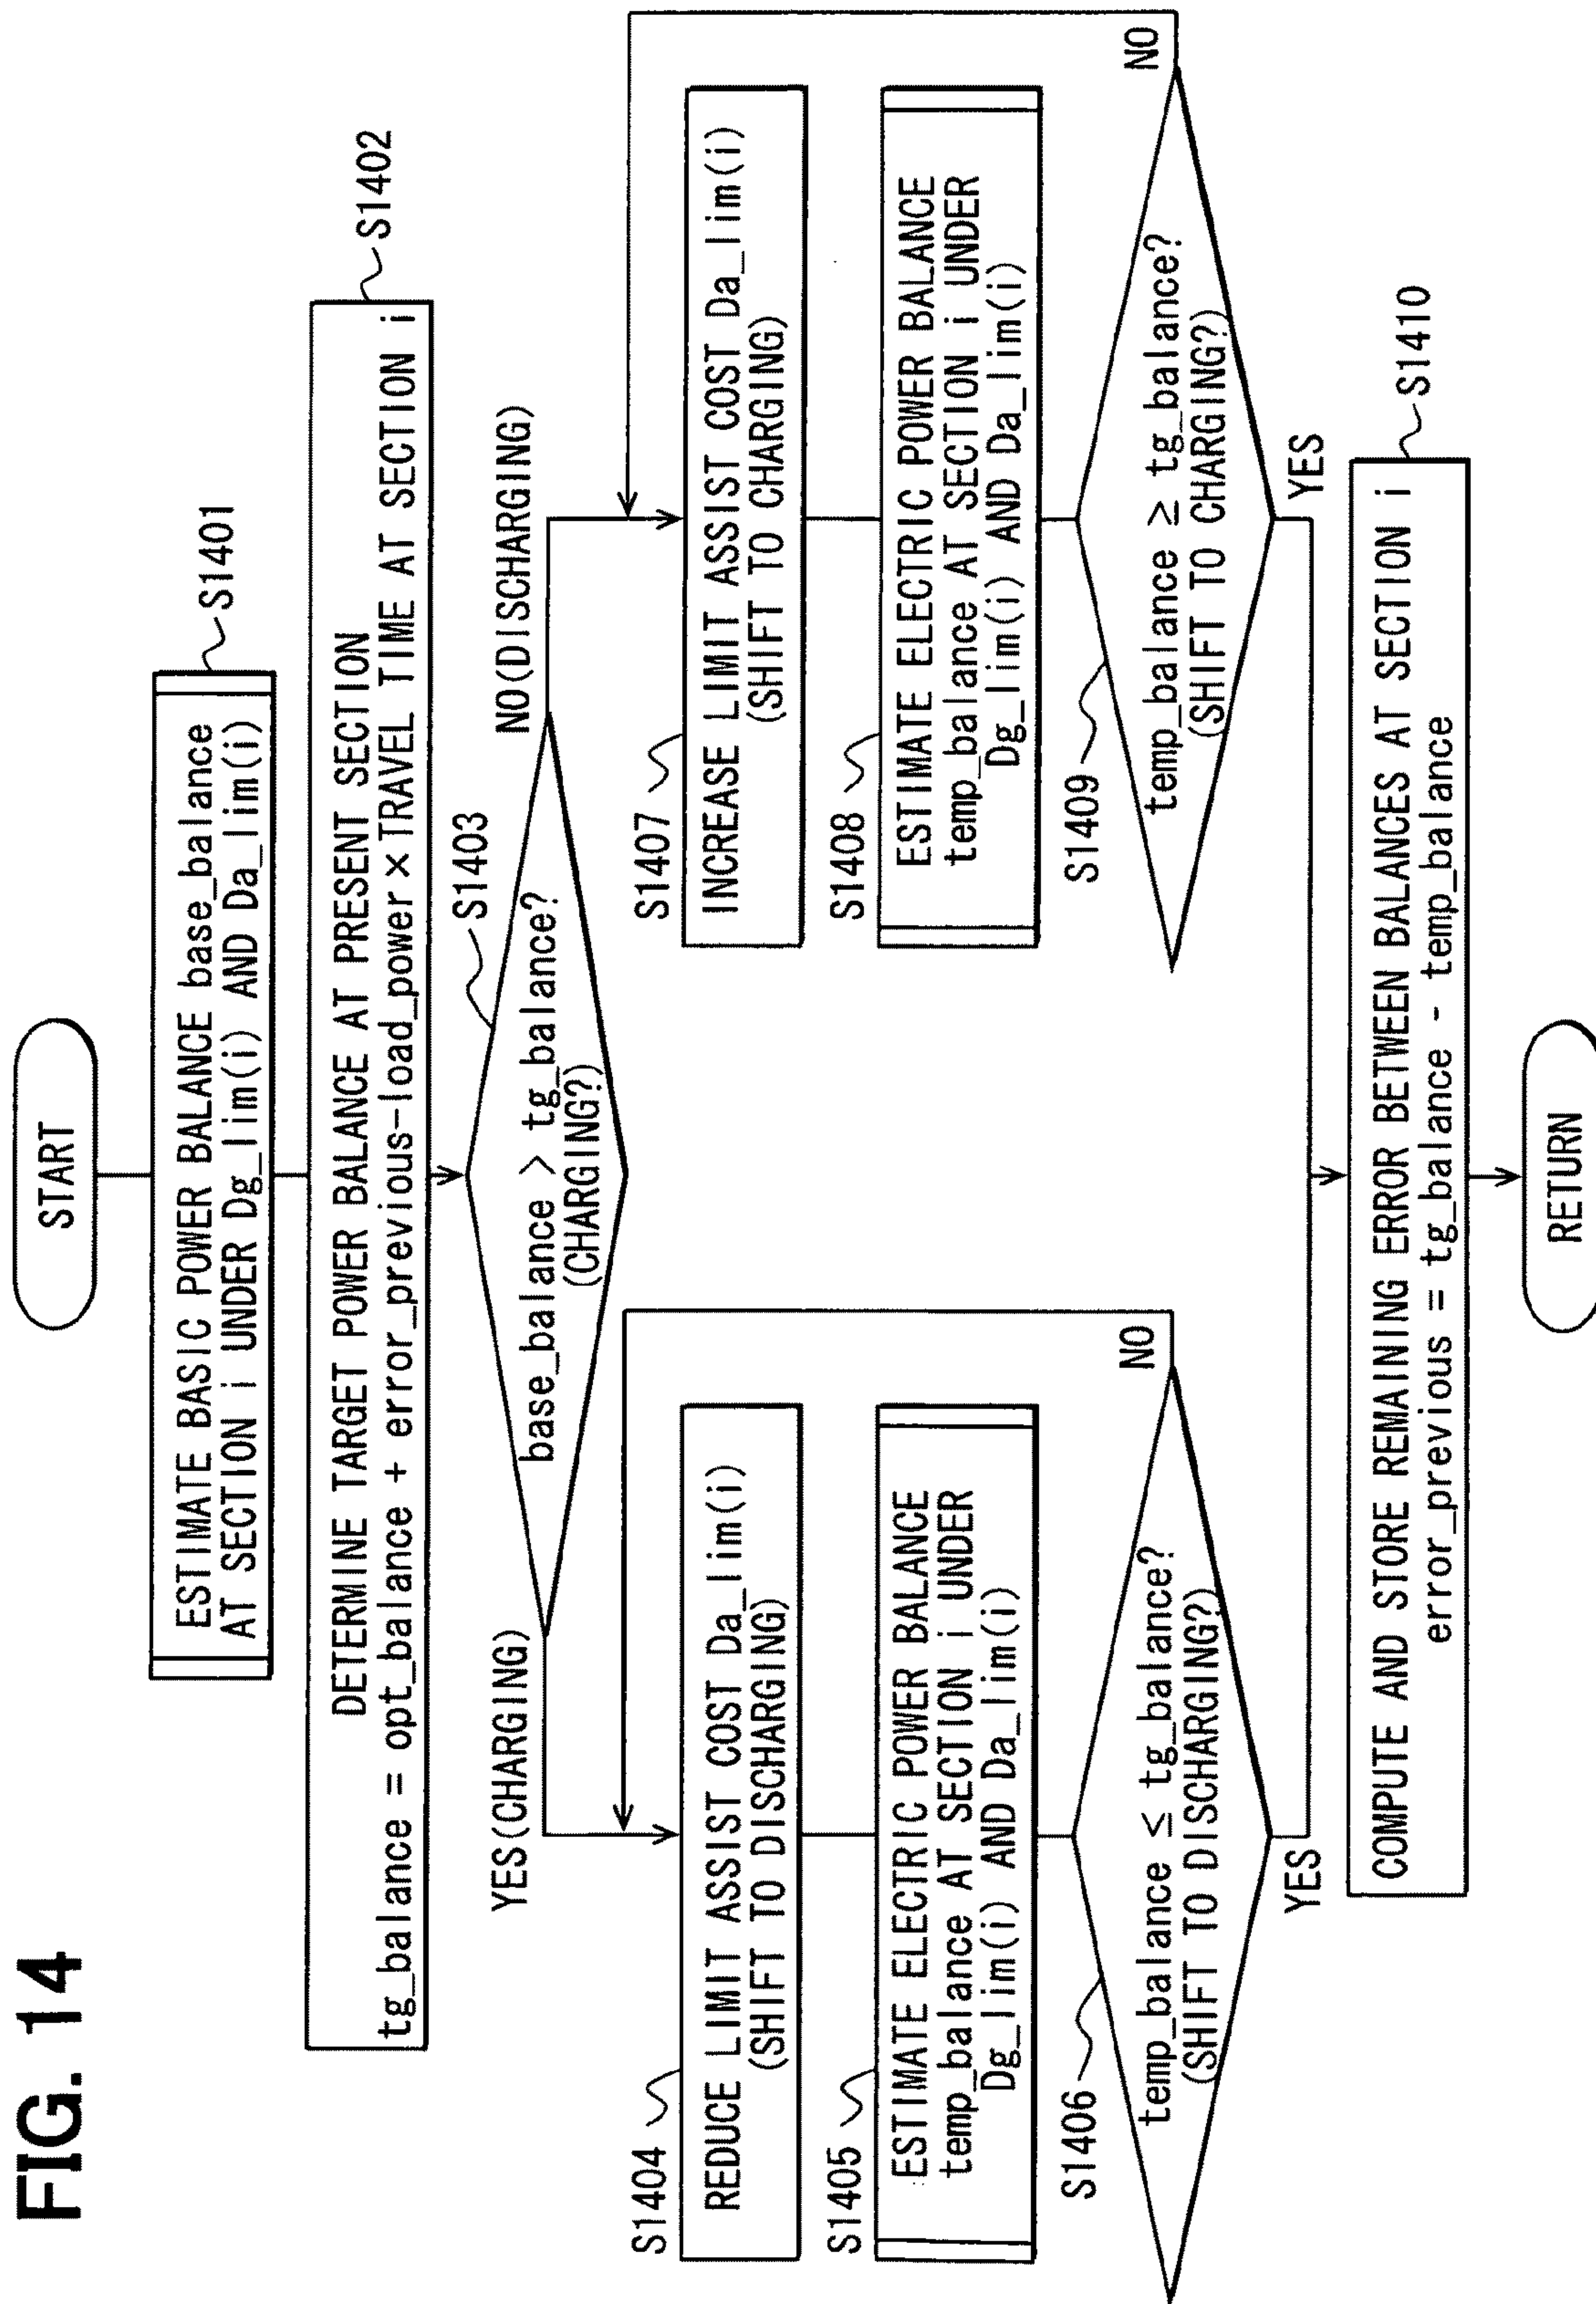 FIG. 14
START
ESTIMATE BASIC POWER BALANCE base_balance
AT SECTION i UNDER Dg_lim(i) AND Da_lim(i)
S1401
DETERMINE TARGET POWER BALANCE AT PRESENT SECTION
tg_balance = opt_balance + error_previous-load_power×TRAVEL TIME AT SECTION i
S1402
S1403
base_balance > tg_balance?
(CHARGING?)
YES(CHARGING)
NO(DISCHARGING)
S1404
REDUCE LIMIT ASSIST COST Da_lim(i)
(SHIFT TO DISCHARGING)
S1405
ESTIMATE ELECTRIC POWER BALANCE
temp_balance AT SECTION i UNDER
Dg_lim(i) AND Da_lim(i)
S1406
temp_balance ≤ tg_balance?
(SHIFT TO DISCHARGING?)
NO
YES
S1407
INCREASE LIMIT ASSIST COST Da_lim(i)
(SHIFT TO CHARGING)
S1408
ESTIMATE ELECTRIC POWER BALANCE
temp_balance AT SECTION i UNDER
Dg_lim(i) AND Da_lim(i)
S1409
temp_balance ≥ tg_balance?
(SHIFT TO CHARGING?)
NO
YES
COMPUTE AND STORE REMAINING ERROR BETWEEN BALANCES AT SECTION i
error_previous = tg_balance - temp_balance
S1410
RETURN